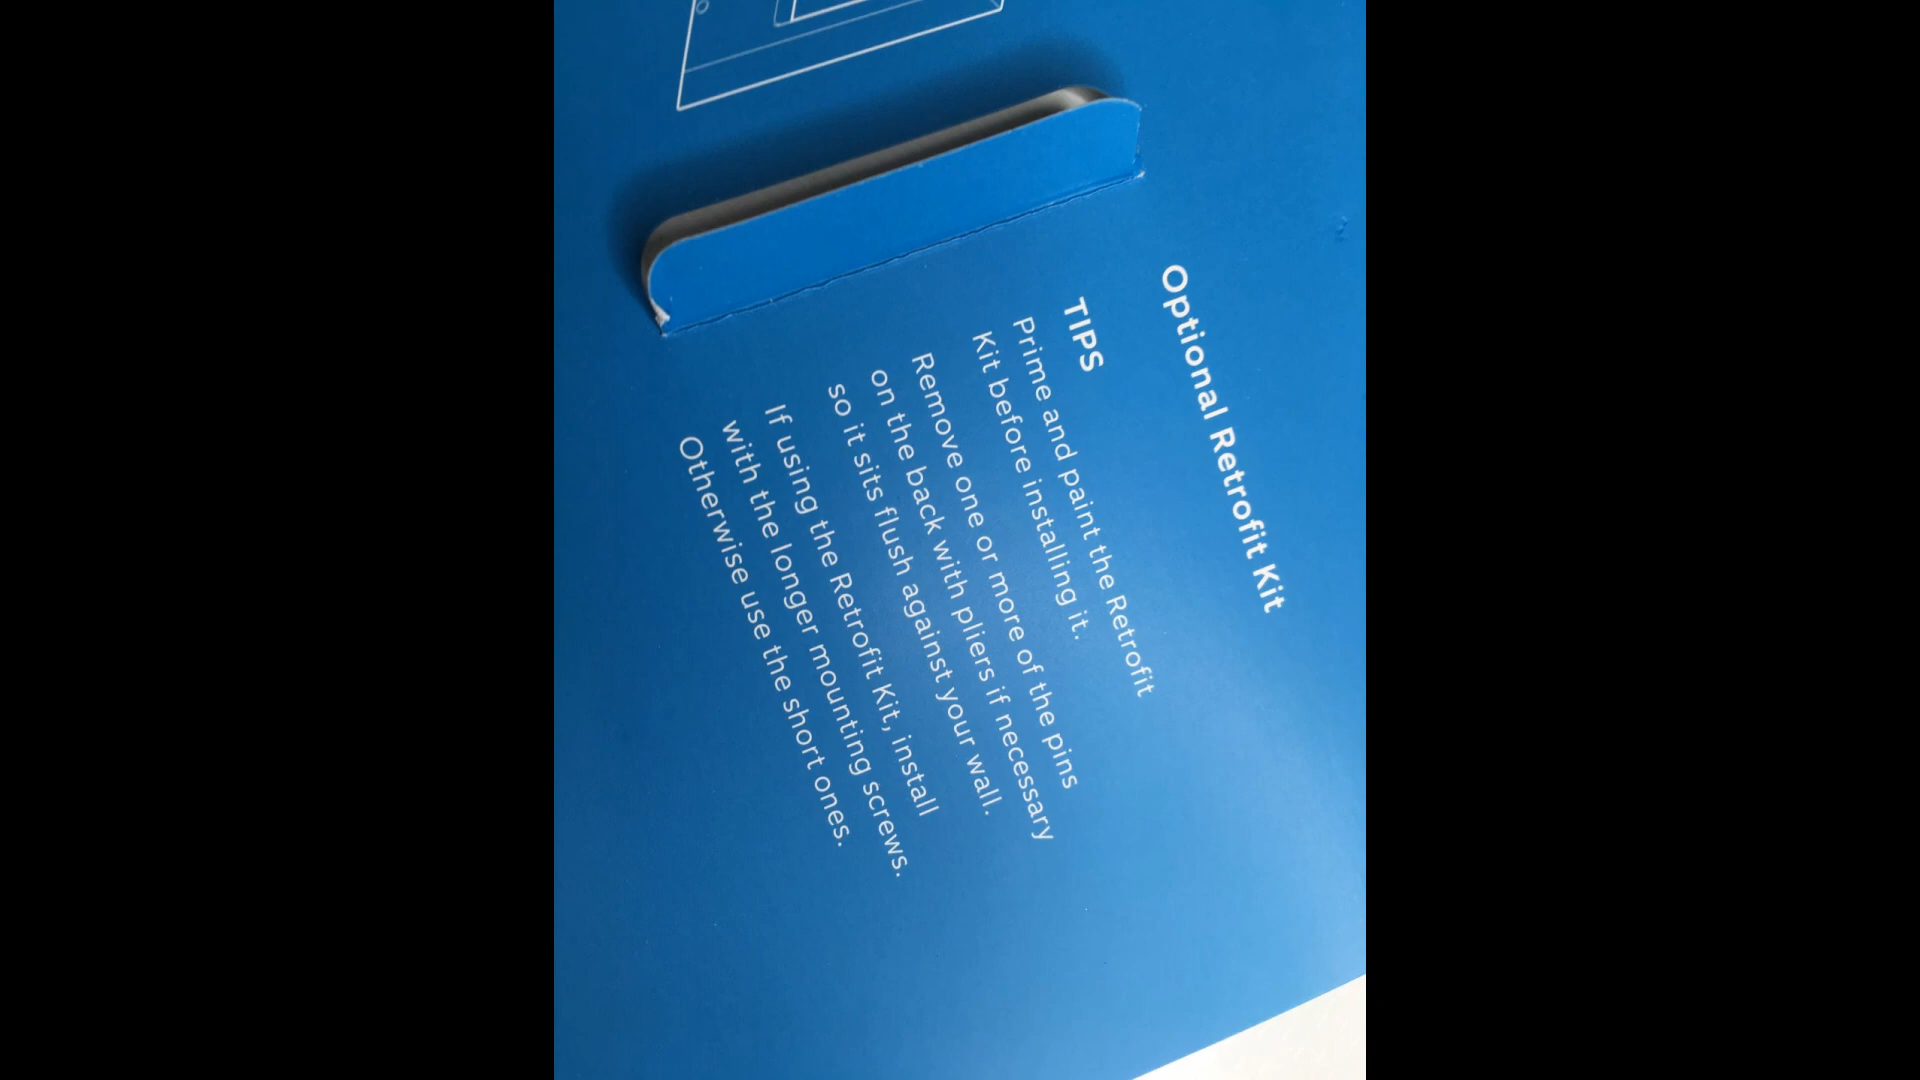 Optional Retrofit Kit
TIPS
Prime and paint the Retrofit
Kit before installing it.
Remove one or more of the pins
on the back with pliers if necessary
so it sits flush against your wall.
If using the Retrofit Kit, install
with the longer mounting screws.
Otherwise use the short ones.